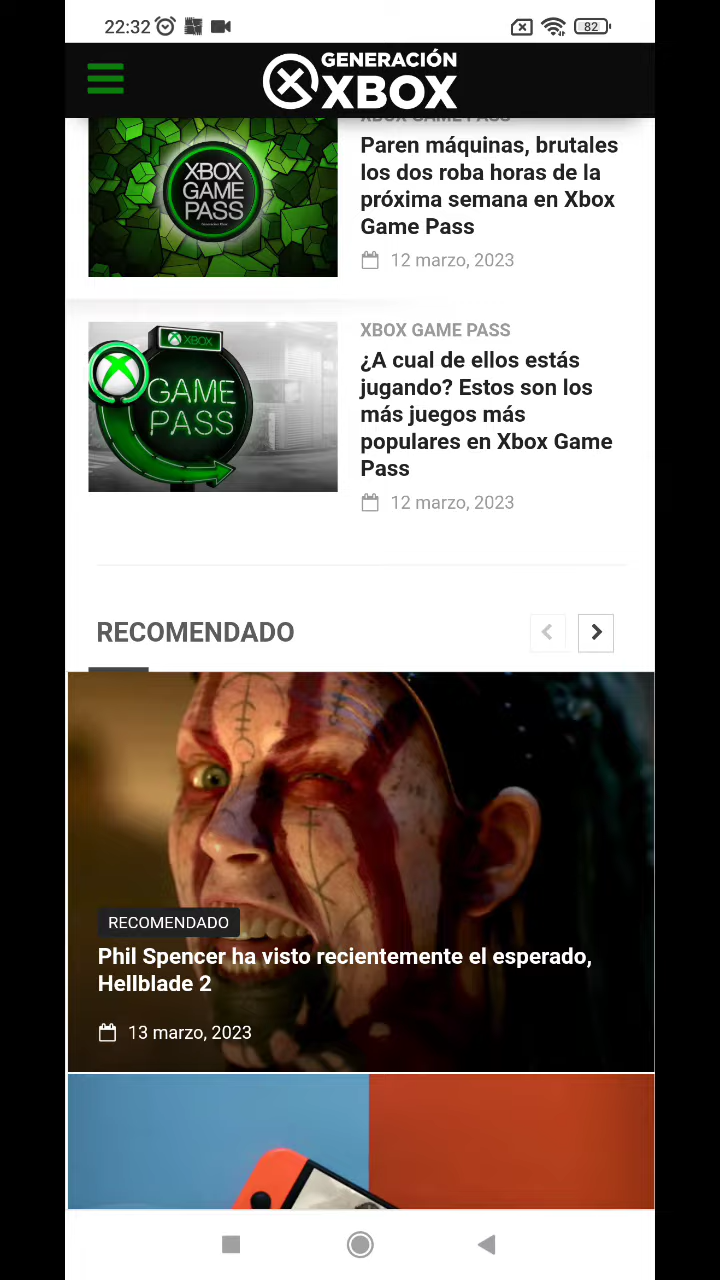 22:32
82
GENERACIÓN
XBOX
XBOX GAME PASS
XBOX
GAME
PASS
Paren máquinas, brutales
los dos roba horas de la
próxima semana en Xbox
Game Pass
12 marzo, 2023
XBOX
GAME
PASS
XBOX GAME PASS
¿A cual de ellos estás
jugando? Estos son los
más juegos más
populares en Xbox Game
Pass
12 marzo, 2023
RECOMENDADO
RECOMENDADO
Phil Spencer ha visto recientemente el esperado,
Hellblade 2
13 marzo, 2023